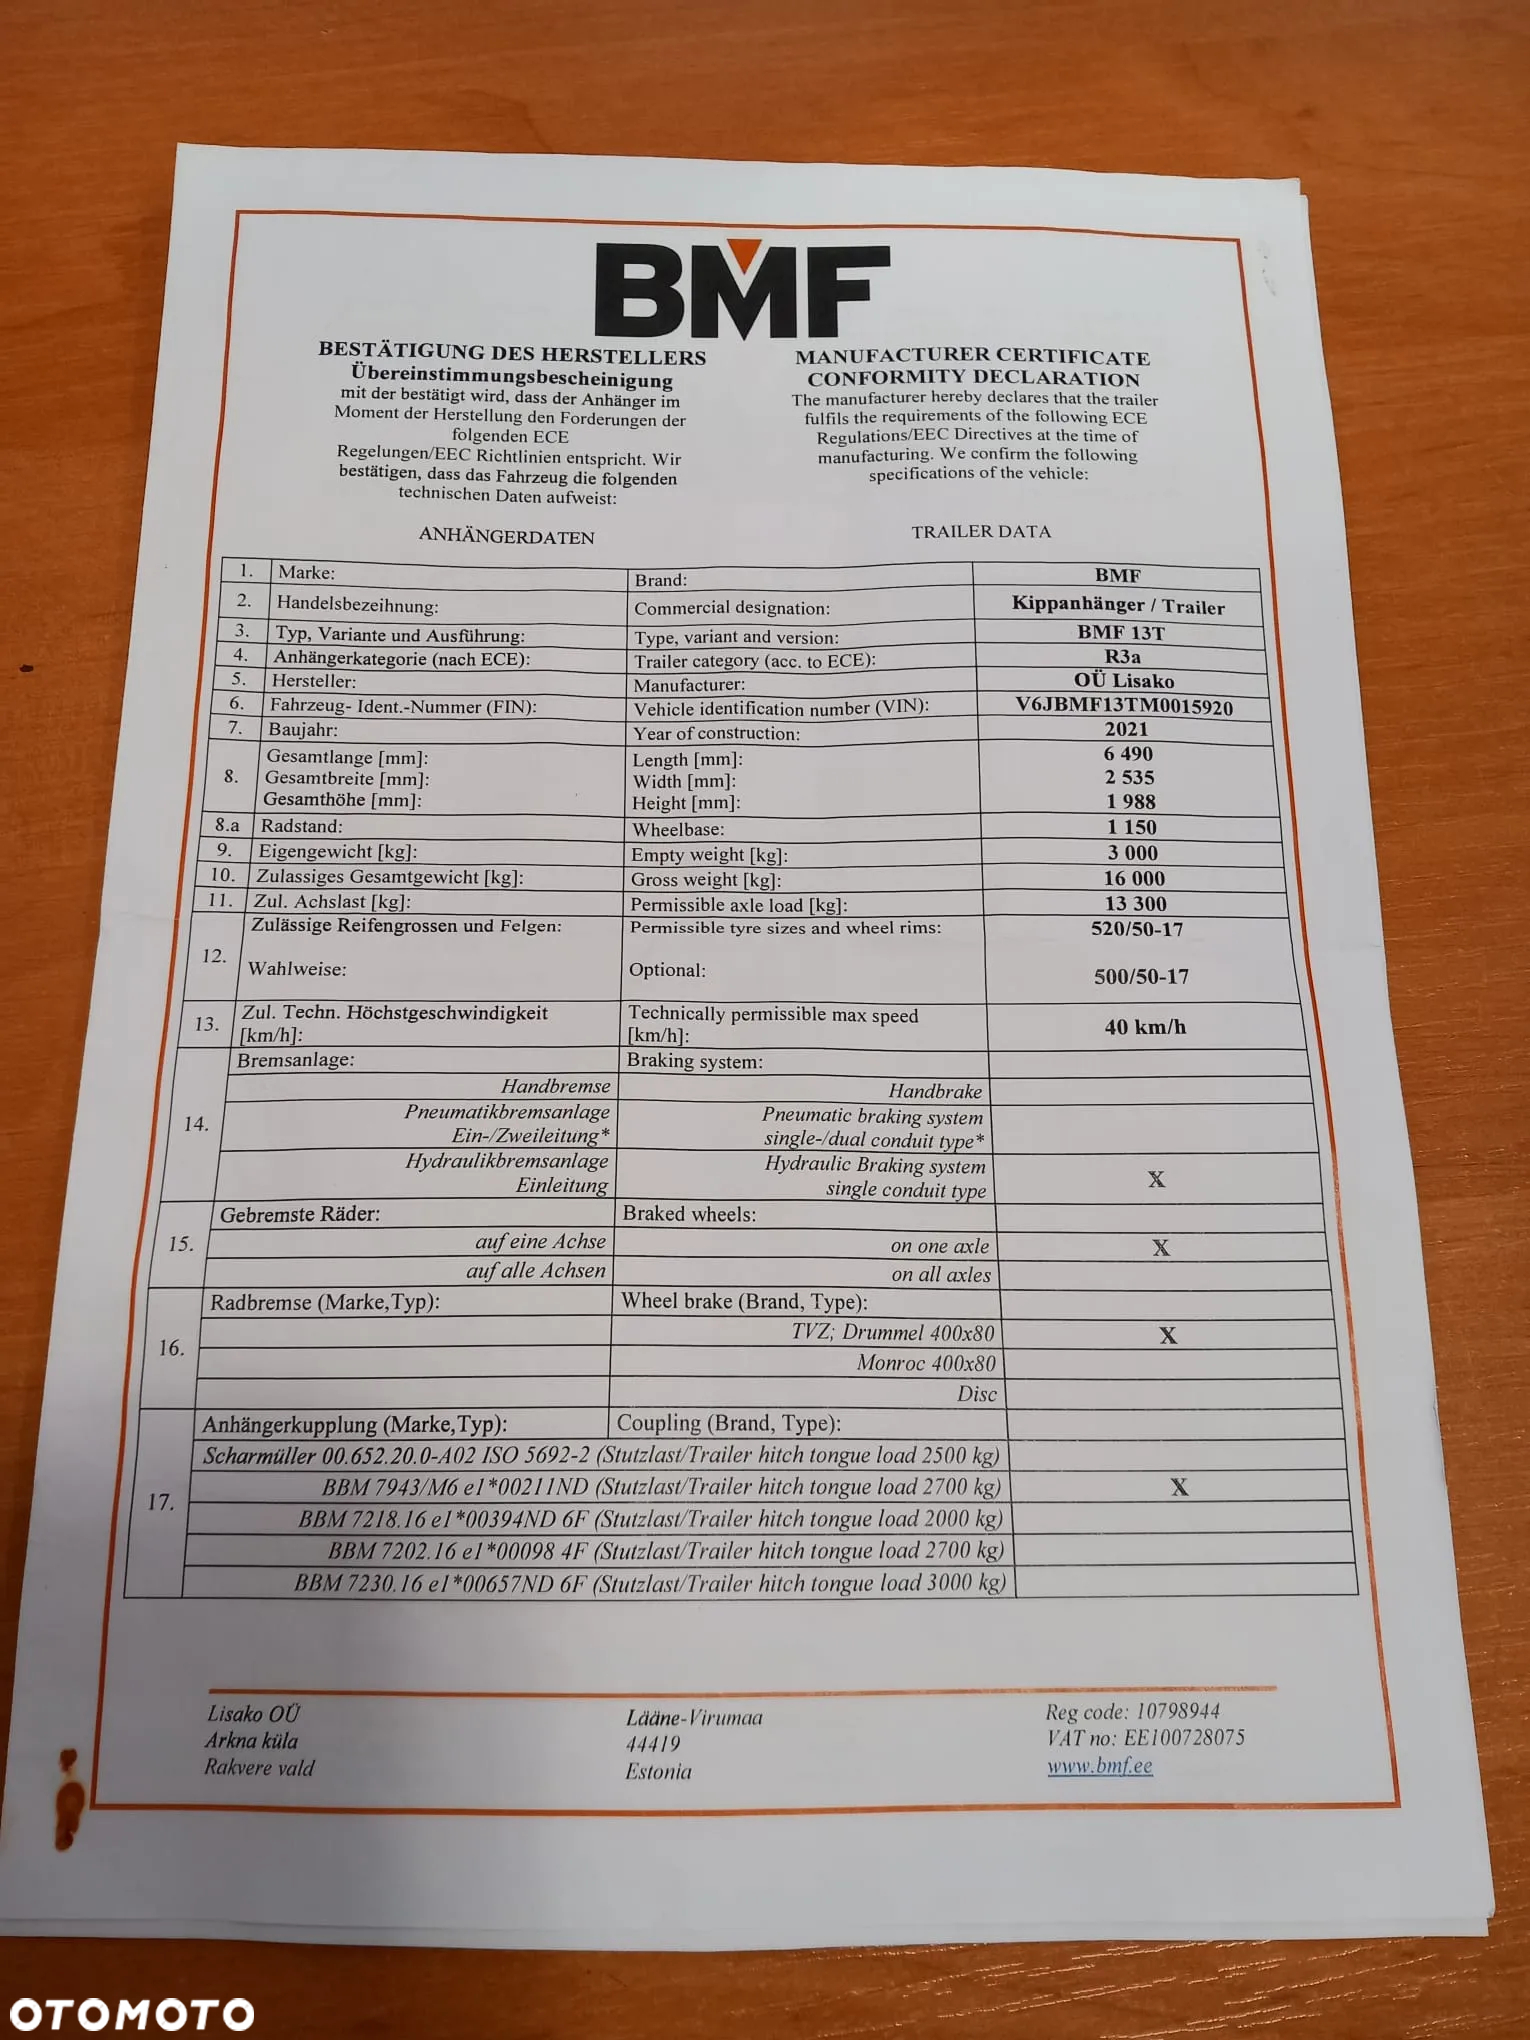 BMF
BESTÄTIGUNG DES HERSTELLERS
Übereinstimmungsbescheinigung
mit der bestätigt wird, dass der Anhänger im
Moment der Herstellung den Forderungen der
folgenden ECE
Regelungen/EEC Richtlinien entspricht. Wir
bestätigen, dass das Fahrzeug die folgenden
technischen Daten aufweist:
MANUFACTURER CERTIFICATE
CONFORMITY DECLARATION
The manufacturer hereby declares that the trailer
fulfils the requirements of the following ECE
Regulations/EEC Directives at the time of
manufacturing. We confirm the following
specifications of the vehicle:
ANHÄNGERDATEN TRAILER DATA
1. Marke: Brand: BMF
2. Handelsbezeihnung: Commercial designation: Kippanhänger / Trailer
3. Typ, Variante und Ausführung: Type, variant and version: BMF 13T
4. Anhängerkategorie (nach ECE): Trailer category (acc. to ECE): R3a
5. Hersteller: Manufacturer: OÜ Lisako
6. Fahrzeug- Ident.-Nummer (FIN): Vehicle identification number (VIN): V6JBMF13TM0015920
7. Baujahr: Year of construction: 2021
8. Gesamtlange [mm]: Length [mm]: 6 490
Gesamtbreite [mm]: Width [mm]: 2 535
Gesamthöhe [mm]: Height [mm]: 1 988
8.a Radstand: Wheelbase: 1 150
9. Eigengewicht [kg]: Empty weight [kg]: 3 000
10. Zulassiges Gesamtgewicht [kg]: Gross weight [kg]: 16 000
11. Zul. Achslast [kg]: Permissible axle load [kg]: 13 300
12. Zulässige Reifengrossen und Felgen: Permissible tyre sizes and wheel rims: 520/50-17
Wahlweise: Optional: 500/50-17
13. Zul. Techn. Höchstgeschwindigkeit Technically permissible max speed 40 km/h
[km/h]: [km/h]:
14. Bremsanlage: Braking system:
Handbremse Handbrake
Pneumatikbremsanlage Pneumatic braking system
Ein-/Zweileitung* single-/dual conduit type*
Hydraulikbremsanlage Hydraulic Braking system X
Einleitung single conduit type
15. Gebremste Räder: Braked wheels:
auf eine Achse on one axle X
auf alle Achsen on all axles
16. Radbremse (Marke,Typ): Wheel brake (Brand, Type):
TVZ; Drummel 400x80 X
Monroc 400x80
Disc
17. Anhängerkupplung (Marke,Typ): Coupling (Brand, Type):
Scharmüller 00.652.20.0-A02 ISO 5692-2 (Stutzlast/Trailer hitch tongue load 2500 kg)
BBM 7943/M6 e1*00211ND (Stutzlast/Trailer hitch tongue load 2700 kg) X
BBM 7218.16 e1*00394ND 6F (Stutzlast/Trailer hitch tongue load 2000 kg)
BBM 7202.16 e1*00098 4F (Stutzlast/Trailer hitch tongue load 2700 kg)
BBM 7230.16 e1*00657ND 6F (Stutzlast/Trailer hitch tongue load 3000 kg)
Lisako OÜ Lääne-Virumaa Reg code: 10798944
Arkna küla 44419 VAT no: EE100728075
Rakvere vald Estonia www.bmf.ee
OTOMOTO